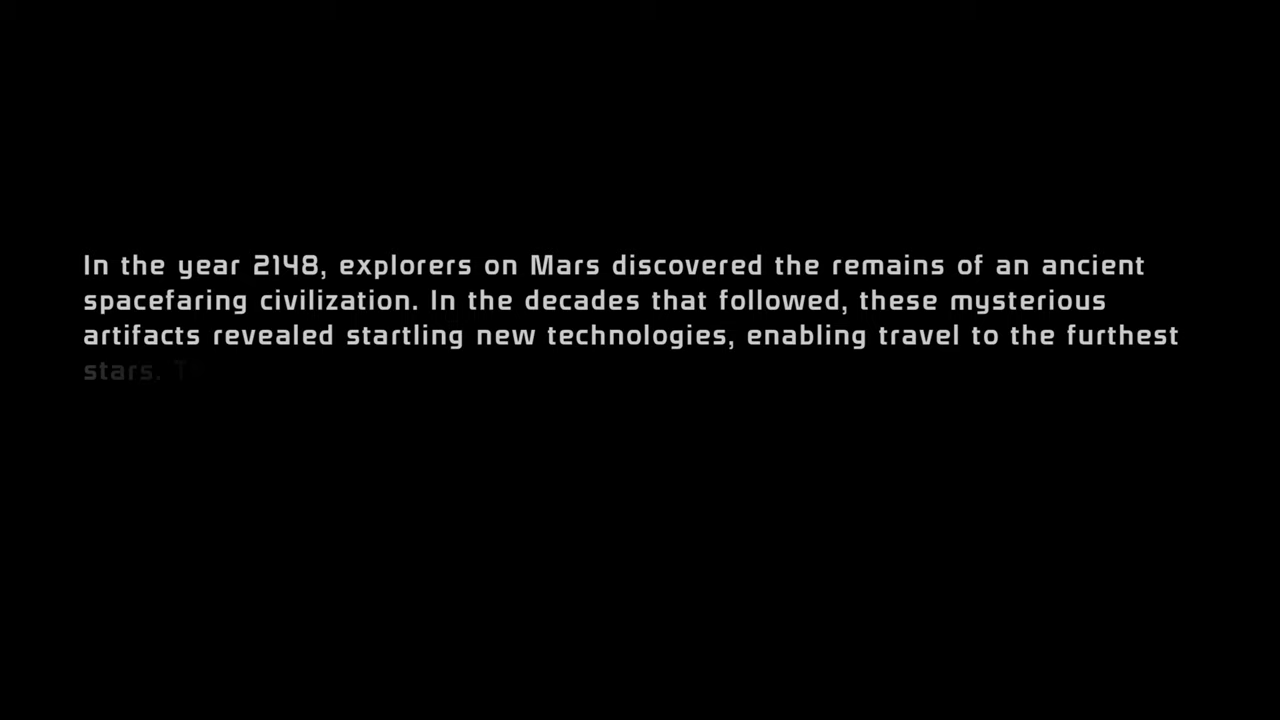 In the year 2148, explorers on Mars discovered the remains of an ancient
spacefaring civilization. In the decades that followed, these mysterious
artifacts revealed startling new technologies, enabling travel to the furthest
stars. T